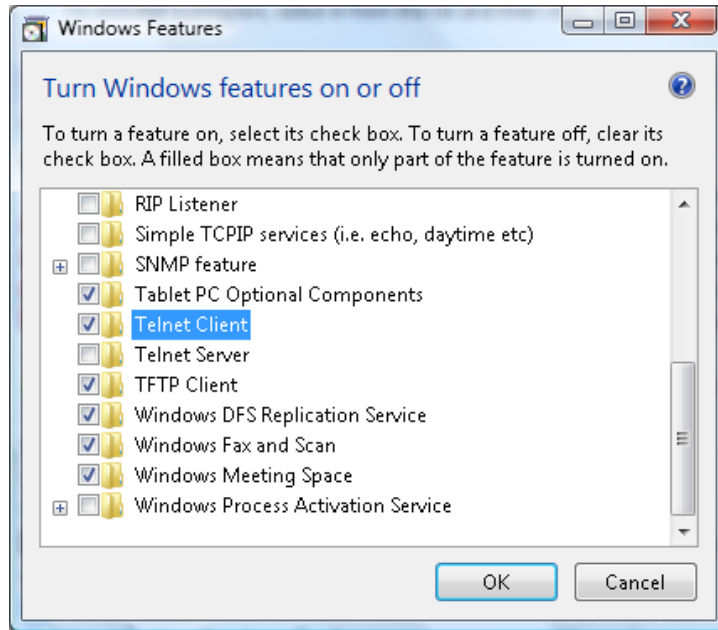 Windows Features
Turn Windows features on or off
To turn a feature on, select its check box. To turn a feature off, clear its
check box. A filled box means that only part of the feature is turned on.
RIP Listener
Simple TCPIP services (i.e. echo, daytime etc)
SNMP feature
Tablet PC Optional Components
Telnet Client
Telnet Server
TFTP Client
Windows DFS Replication Service
Windows Fax and Scan
Windows Meeting Space
Windows Process Activation Service
OK Cancel